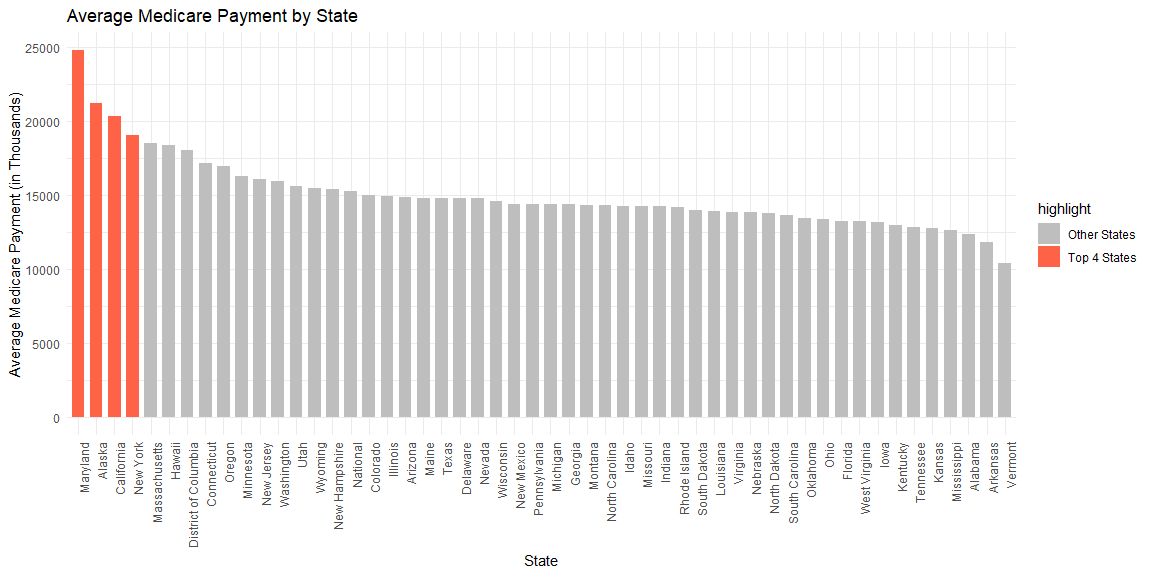 Average Medicare Payment by State
Average Medicare Payment (in Thousands)
25000
20000
15000
10000
5000
0
Maryland
Alaska
California
New York
Massachusetts
Hawaii
District of Columbia
Connecticut
Oregon
Minnesota
New Jersey
Washington
Utah
Wyoming
New Hampshire
National
Colorado
Illinois
Arizona
Maine
Texas
Delaware
Nevada
Wisconsin
New Mexico
Pennsylvania
Michigan
Georgia
Montana
North Carolina
Idaho
Missouri
Indiana
Rhode Island
South Dakota
Louisiana
Virginia
Nebraska
North Dakota
South Carolina
Oklahoma
Ohio
Florida
West Virginia
Iowa
Kentucky
Tennessee
Kansas
Mississippi
Alabama
Arkansas
Vermont
State
highlight
Other States
Top 4 States